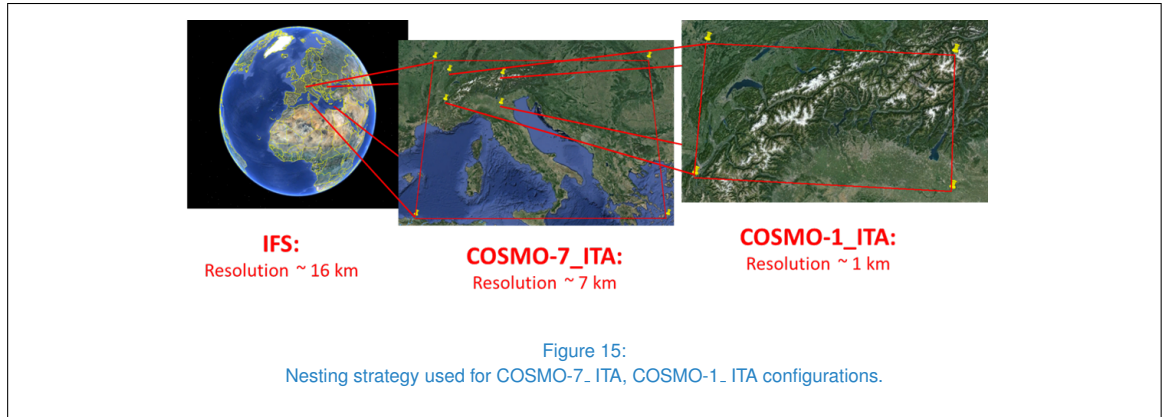 IFS:
Resolution ~ 16 km
COSMO-7_ITA:
Resolution ~ 7 km
COSMO-1_ITA:
Resolution ~ 1 km
Figure 15:
Nesting strategy used for COSMO-7_ ITA, COSMO-1_ ITA configurations.